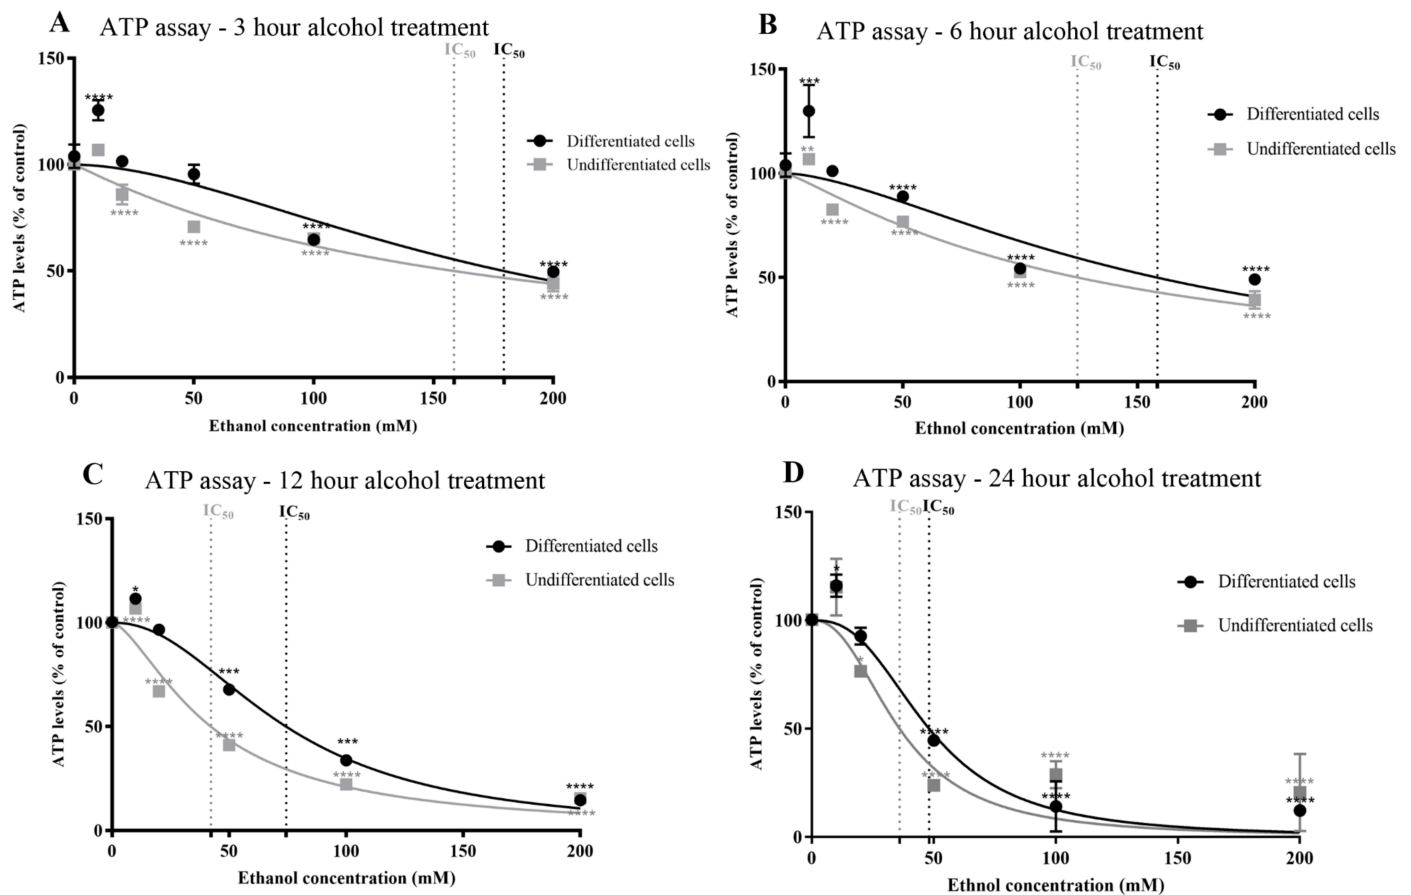 A
ATP assay - 3 hour alcohol treatment
IC50
IC50
150
100
50
0
ATP levels (% of control)
****
****
****
****
****
****
****
Differentiated cells
Undifferentiated cells
0
50
100
150
200
Ethanol concentration (mM)
B
ATP assay - 6 hour alcohol treatment
IC50
IC50
150
100
50
0
ATP levels (% of control)
***
**
****
****
****
****
****
****
****
Differentiated cells
Undifferentiated cells
0
50
100
150
200
Ethnol concentration (mM)
C
ATP assay - 12 hour alcohol treatment
IC50
IC50
150
100
50
0
ATP levels (% of control)
*
****
****
***
****
***
****
****
****
Differentiated cells
Undifferentiated cells
0
50
100
150
200
Ethanol concentration (mM)
D
ATP assay - 24 hour alcohol treatment
IC50
IC50
150
100
50
0
ATP levels (% of control)
*
*
****
****
****
****
****
****
Differentiated cells
Undifferentiated cells
0
50
100
150
200
Ethnol concentration (mM)